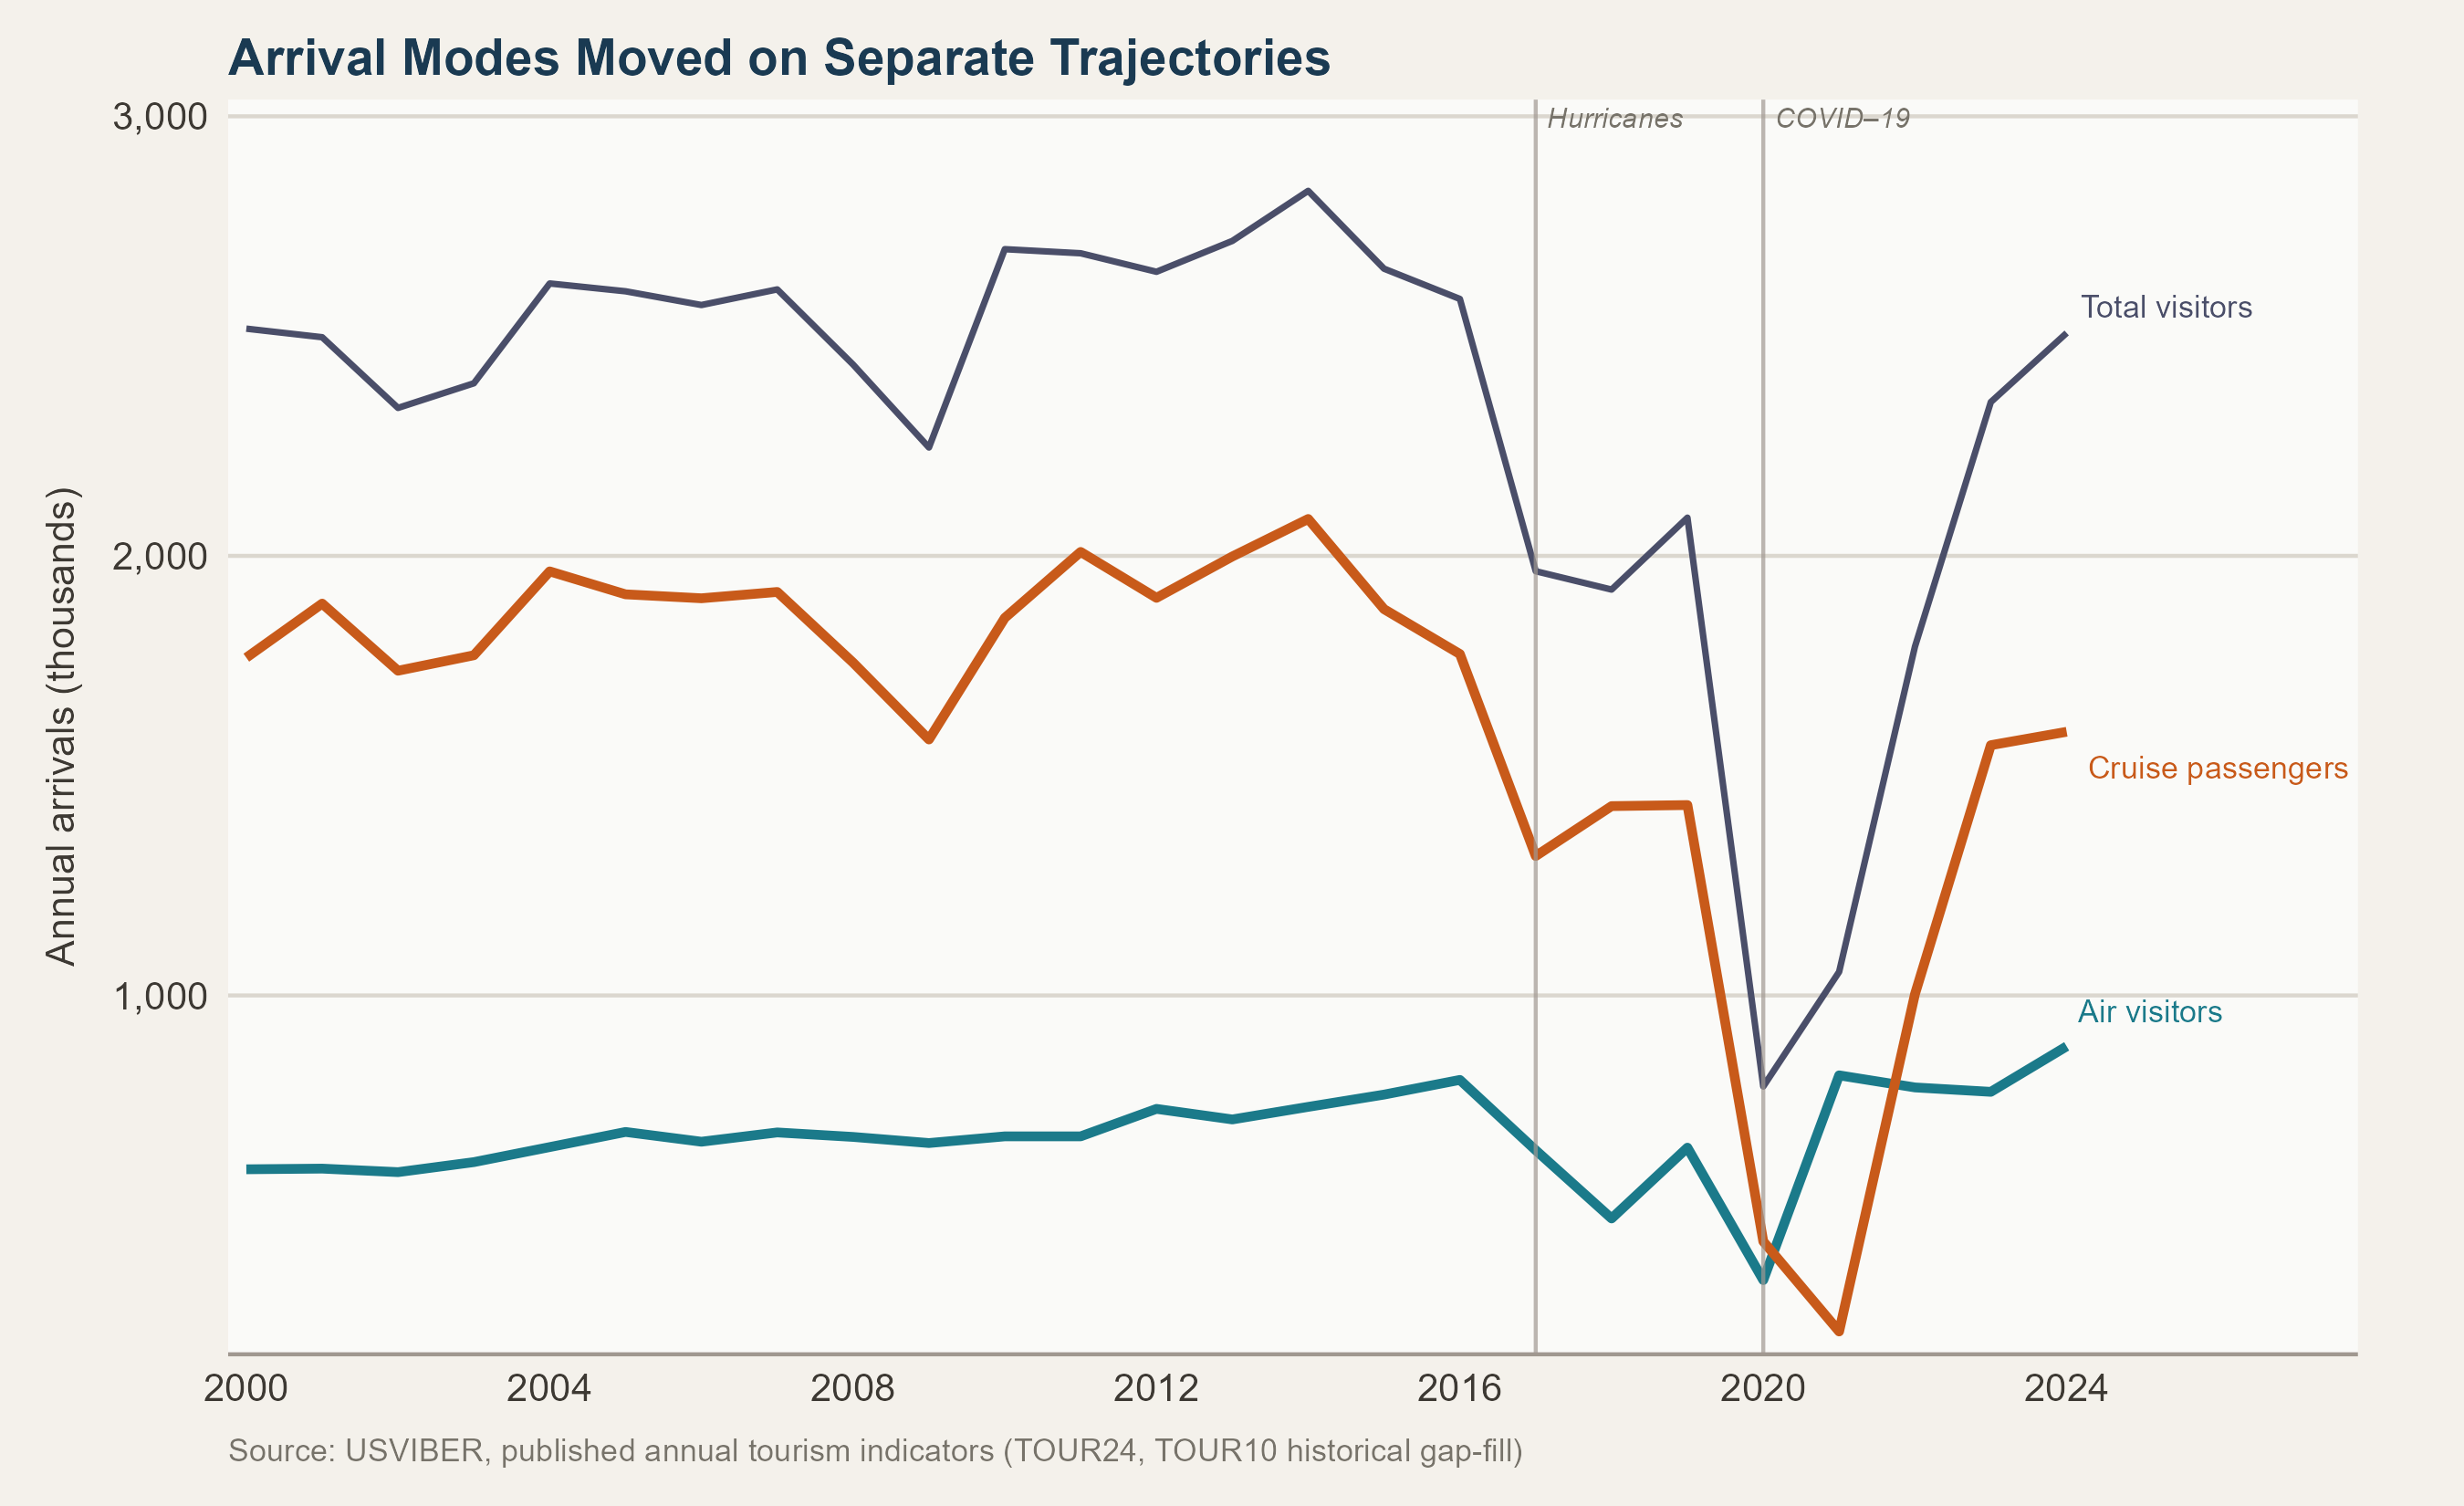 Arrival Modes Moved on Separate Trajectories
3,000
Hurricanes
COVID–19
Total visitors
2,000
Annual arrivals (thousands)
Cruise passengers
1,000
Air visitors
2000 2004 2008 2012 2016 2020 2024
Source: USVIBER, published annual tourism indicators (TOUR24, TOUR10 historical gap-fill)